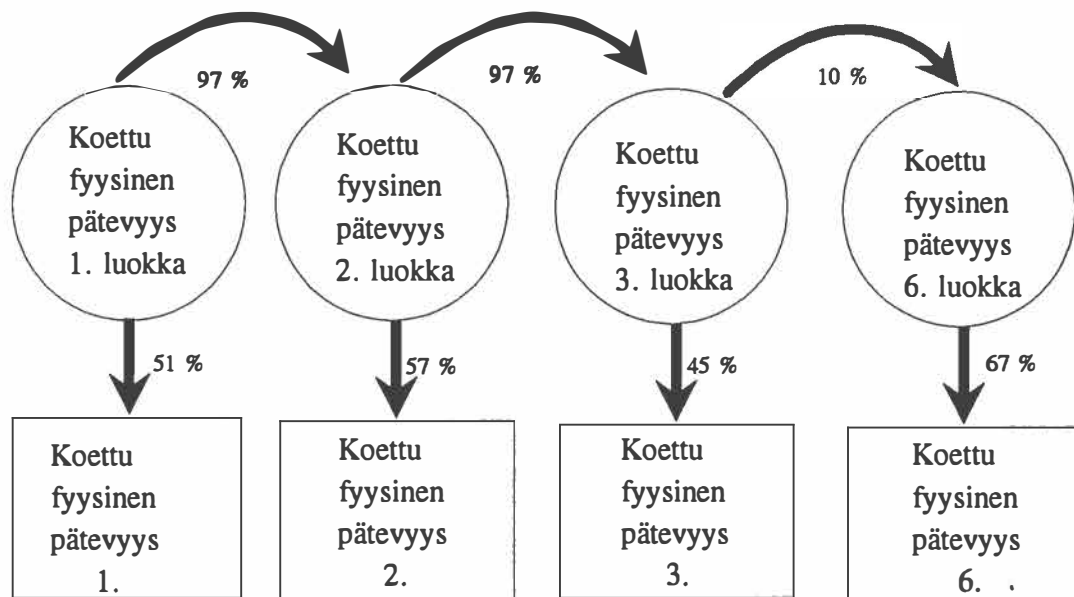 97 %
97 %
10 %
Koettu
fyysinen
pätevyys
1. luokka
Koettu
fyysinen
pätevyys
2. luokka
Koettu
fyysinen
pätevyys
3. luokka
Koettu
fyysinen
pätevyys
6. luokka
51 %
57 %
45 %
67 %
Koettu
fyysinen
pätevyys
1.
Koettu
fyysinen
pätevyys
2.
Koettu
fyysinen
pätevyys
3.
Koettu
fyysinen
pätevyys
6.